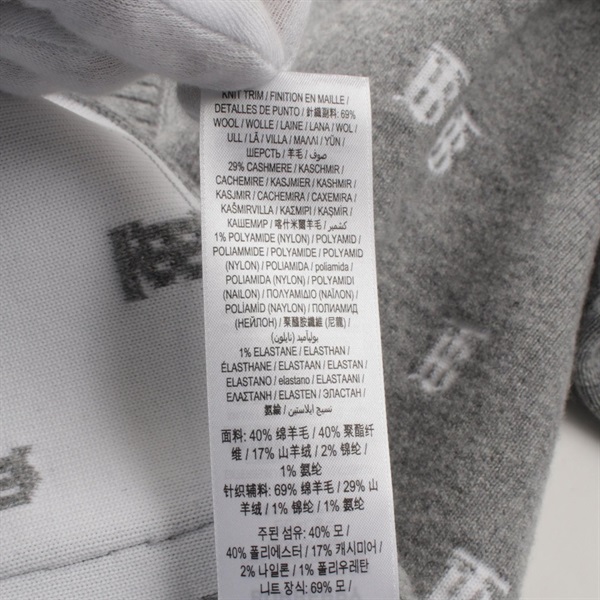 KNIT TRIM / FINITION EN MAILLE /
DETALLES DE PUNTO / 針織副料: 69%
WOOL / WOLLE / LAINE / LANA / WOL /
ULL / LÃ / VILLA / ΜΑΛΛΙ / YÜN /
ШЕРСТЬ / 羊毛 / صوف /
29% CASHMERE / KASCHMIR /
CACHEMIRE / KASJMIER / KASHMIR /
KASJMIR / CACHEMIRA / CAXEMIRA /
KAŠMIRVILLA / ΚΑΣΜΙΡΙ / KAŞMİR /
КАШЕМИР / 喀什米爾羊毛 / كشمير /
1% POLYAMIDE (NYLON) / POLYAMID /
POLIAMMIDE / POLYAMIDE / POLYAMID
(NYLON) / POLIAMIDA / poliamida /
POLIAMIDA (NYLON) / POLYAMIDI
(NAILON) / ΠΟΛΥΑΜΙΔΙΟ (ΝΑΪΛΟΝ) /
POLİAMİD (NAYLON) / ПОЛИАМИД
(НЕЙЛОН) / 聚醯胺纖維 (尼龍) /
بولياميد (نايلون) /
1% ELASTANE / ELASTHAN /
ÉLASTHANE / ELASTAAN / ELASTAN /
ELASTANO / elastano / ELASTAANI /
ΕΛΑΣΤΑΝΗ / ELASTEN / ЭЛАСТАН /
氨綸 / نسيج ايلاستين /
面料: 40% 绵羊毛 / 40% 聚酯纤
维 / 17% 山羊绒 / 2% 锦纶 /
1% 氨纶
针织辅料: 69% 绵羊毛 / 29% 山
羊绒 / 1% 锦纶 / 1% 氨纶
주된 섬유: 40% 모 /
40% 폴리에스터 / 17% 캐시미어 /
2% 나일론 / 1% 폴리우레탄
니트 장식: 69% 모 /